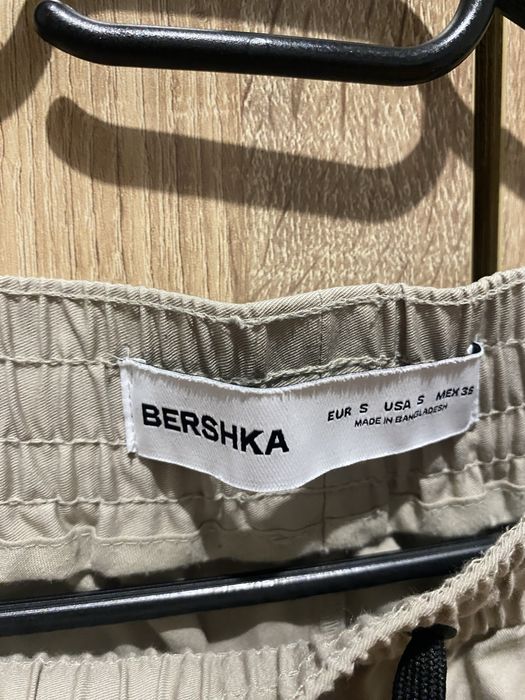 BERSHKA
EUR S USA S MEX 36
MADE IN BANGLADESH